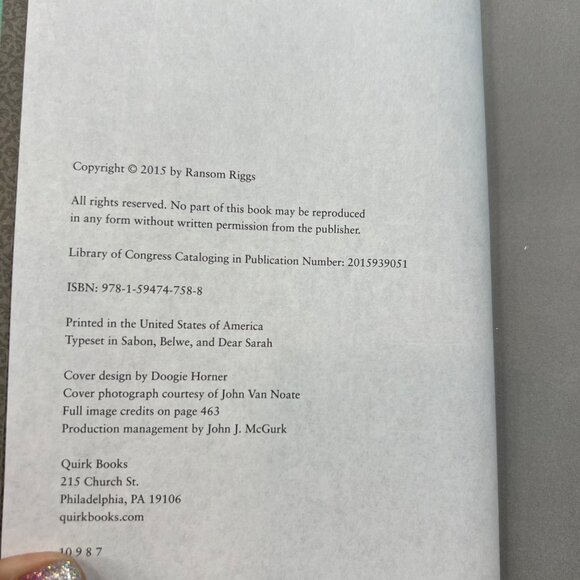 Copyright © 2015 by Ransom Riggs
All rights reserved. No part of this book may be reproduced
in any form without written permission from the publisher.
Library of Congress Cataloging in Publication Number: 2015939051
ISBN: 978-1-59474-758-8
Printed in the United States of America
Typeset in Sabon, Belwe, and Dear Sarah
Cover design by Doogie Horner
Cover photograph courtesy of John Van Noate
Full image credits on page 463
Production management by John J. McGurk
Quirk Books
215 Church St.
Philadelphia, PA 19106
quirkbooks.com
10 9 8 7